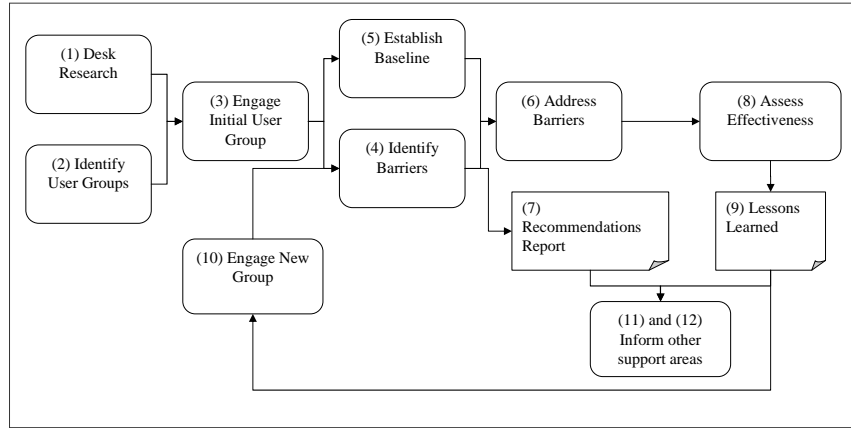 (1) Desk
Research
(2) Identify
User Groups
(3) Engage
Initial User
Group
(5) Establish
Baseline
(4) Identify
Barriers
(6) Address
Barriers
(8) Assess
Effectiveness
(7)
Recommendations
Report
(9) Lessons
Learned
(10) Engage New
Group
(11) and (12)
Inform other
support areas